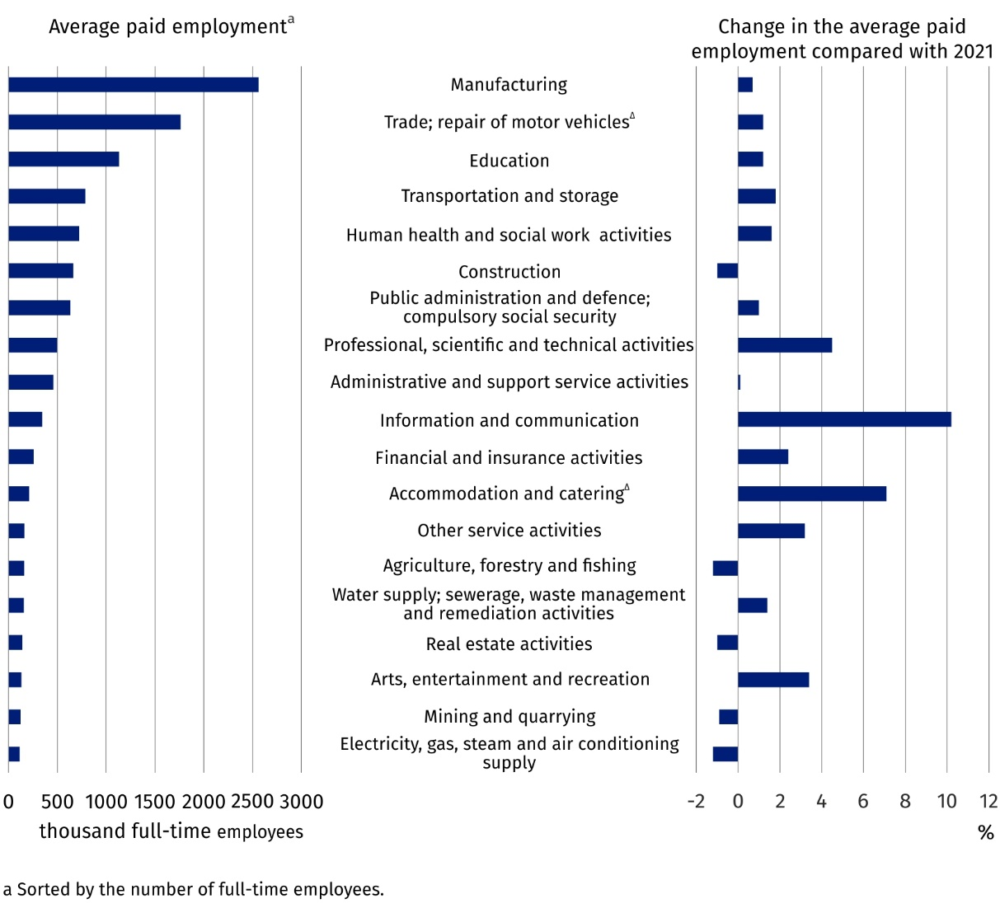 Average paid employmentᵃ
Change in the average paid
employment compared with 2021
Manufacturing
Trade; repair of motor vehiclesᐞ
Education
Transportation and storage
Human health and social work  activities
Construction
Public administration and defence;
compulsory social security
Professional, scientific and technical activities
Administrative and support service activities
Information and communication
Financial and insurance activities
Accommodation and cateringᐞ
Other service activities
Agriculture, forestry and fishing
Water supply; sewerage, waste management
and remediation activities
Real estate activities
Arts, entertainment and recreation
Mining and quarrying
Electricity, gas, steam and air conditioning
supply
0 500 1000 1500 2000 2500 3000
-2 0 2 4 6 8 10 12
thousand full-time employees
%
a Sorted by the number of full-time employees.